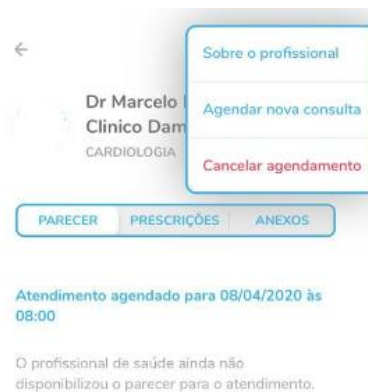 Sobre o profissional
Agendar nova consulta
Cancelar agendamento
Dr Marcelo
Clinico Dam
CARDIOLOGIA
PARECER PRESCRIÇÕES ANEXOS
Atendimento agendado para 08/04/2020 às
08:00
O profissional de saúde ainda não
disponibilizou o parecer para o atendimento.